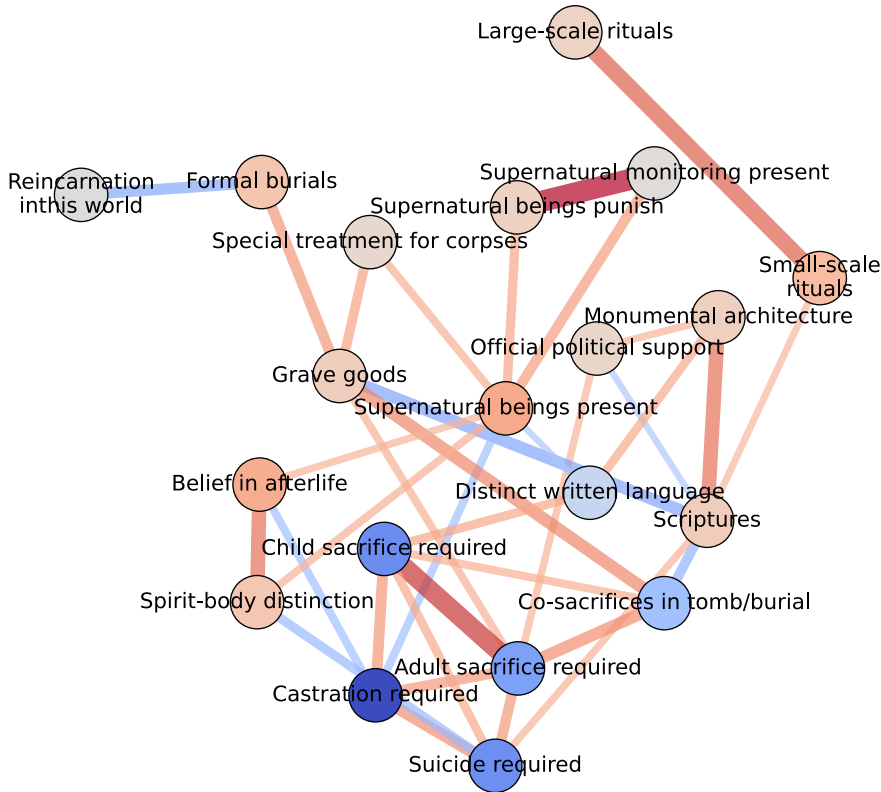 Large-scale rituals
Supernatural monitoring present
Reincarnation
inthis world
Formal burials
Supernatural beings punish
Special treatment for corpses
Small-scale
rituals
Monumental architecture
Official political support
Grave goods
Supernatural beings present
Belief in afterlife
Distinct written language
Scriptures
Child sacrifice required
Spirit-body distinction
Co-sacrifices in tomb/burial
Adult sacrifice required
Castration required
Suicide required